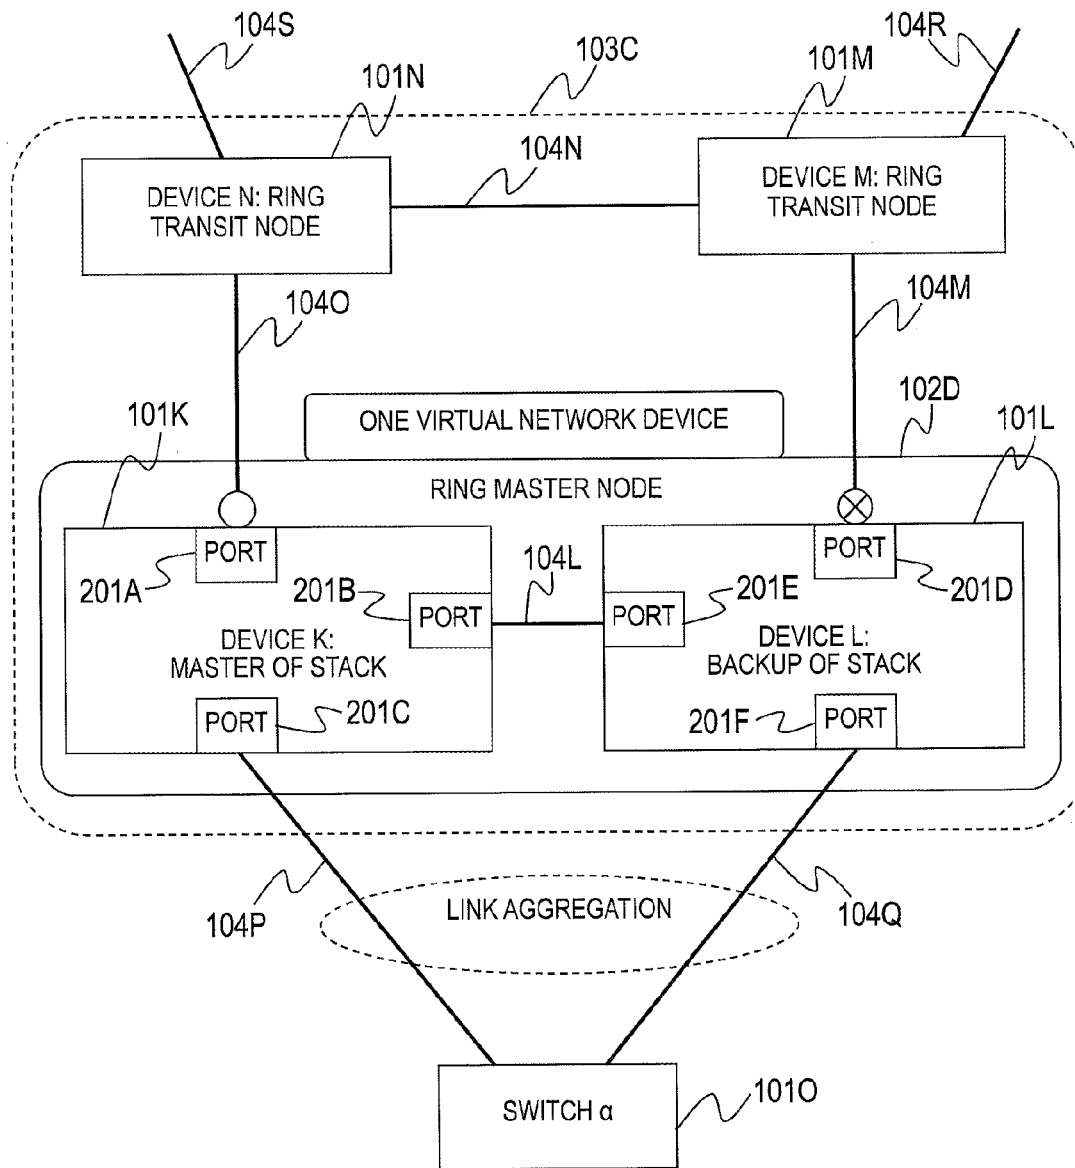 104S
104R
103C
101M
101N
104N
DEVICE N: RING
TRANSIT NODE
DEVICE M: RING
TRANSIT NODE
104O
104M
102D
101K
ONE VIRTUAL NETWORK DEVICE
101L
RING MASTER NODE
PORT
PORT
104L
201A
201B
201E
201D
PORT
PORT
DEVICE K:
MASTER OF STACK
DEVICE L:
BACKUP OF STACK
PORT
201C
201F
PORT
104P
LINK AGGREGATION
104Q
SWITCH α
101O